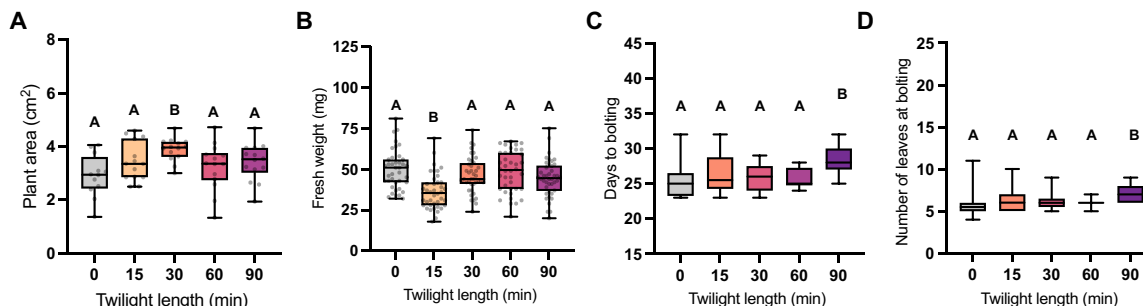 A
Plant area (cm²)
8
6
4
2
0
A
A
B
A
A
0 15 30 60 90
Twilight length (min)
B
Fresh weight (mg)
125
100
75
50
25
0
A
B
A
A
A
0 15 30 60 90
Twilight length (min)
C
Days to bolting
45
40
35
30
25
20
15
A
A
A
A
B
0 15 30 60 90
Twilight length (min)
D
Number of leaves at bolting
25
20
15
10
5
0
A
A
A
A
B
0 15 30 60 90
Twilight length (min)